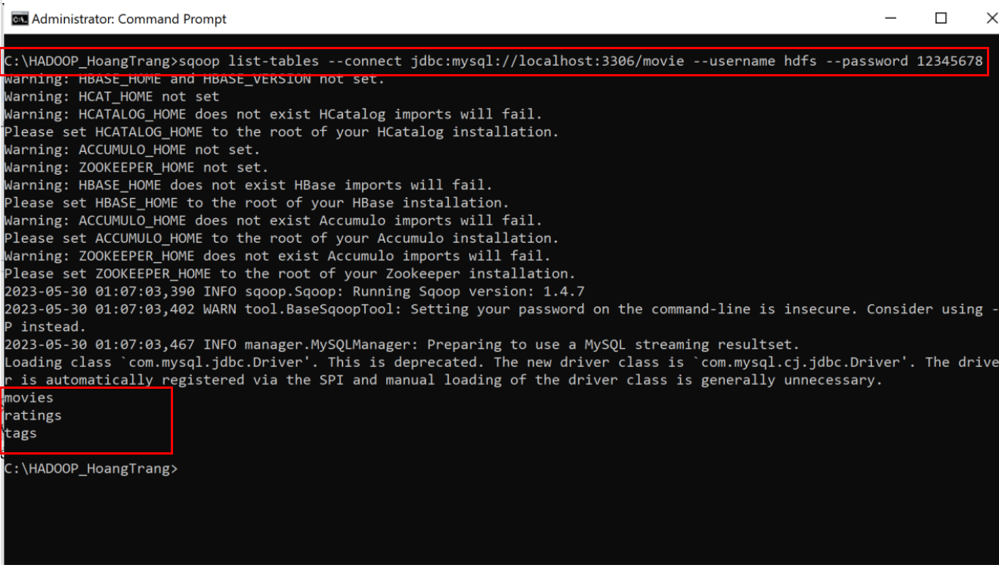 Administrator: Command Prompt
C:\HADOOP_HoangTrang>sqoop list-tables --connect jdbc:mysql://localhost:3306/movie --username hdfs --password 12345678
Warning: HBASE_HOME and HBASE_VERSION not set.
Warning: HCAT_HOME not set
Warning: HCATALOG_HOME does not exist HCatalog imports will fail.
Please set HCATALOG_HOME to the root of your HCatalog installation.
Warning: ACCUMULO_HOME not set.
Warning: ZOOKEEPER_HOME not set.
Warning: HBASE_HOME does not exist HBase imports will fail.
Please set HBASE_HOME to the root of your HBase installation.
Warning: ACCUMULO_HOME does not exist Accumulo imports will fail.
Please set ACCUMULO_HOME to the root of your Accumulo installation.
Warning: ZOOKEEPER_HOME does not exist Accumulo imports will fail.
Please set ZOOKEEPER_HOME to the root of your Zookeeper installation.
2023-05-30 01:07:03,390 INFO sqoop.Sqoop: Running Sqoop version: 1.4.7
2023-05-30 01:07:03,402 WARN tool.BaseSqoopTool: Setting your password on the command-line is insecure. Consider using -
P instead.
2023-05-30 01:07:03,467 INFO manager.MySQLManager: Preparing to use a MySQL streaming resultset.
Loading class `com.mysql.jdbc.Driver'. This is deprecated. The new driver class is `com.mysql.cj.jdbc.Driver'. The drive
r is automatically registered via the SPI and manual loading of the driver class is generally unnecessary.
movies
ratings
tags
C:\HADOOP_HoangTrang>